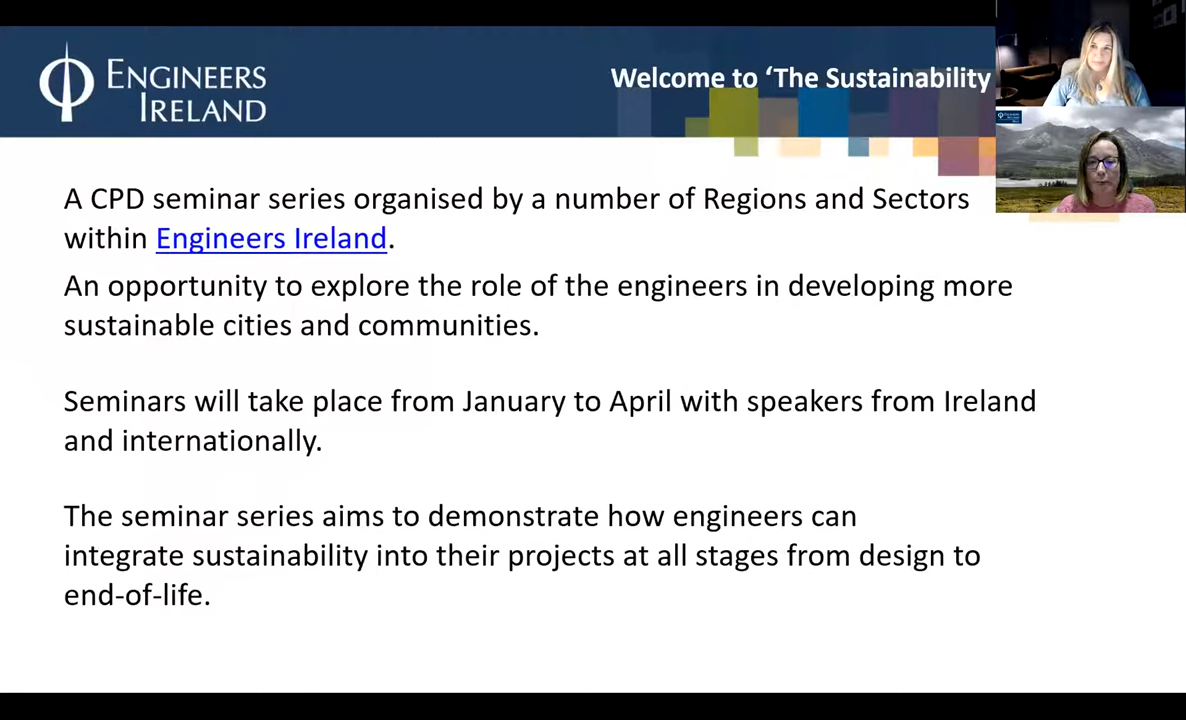 ENGINEERS
IRELAND
Welcome to ‘The Sustainability
A CPD seminar series organised by a number of Regions and Sectors
within Engineers Ireland.
An opportunity to explore the role of the engineers in developing more
sustainable cities and communities.
Seminars will take place from January to April with speakers from Ireland
and internationally.
The seminar series aims to demonstrate how engineers can
integrate sustainability into their projects at all stages from design to
end-of-life.